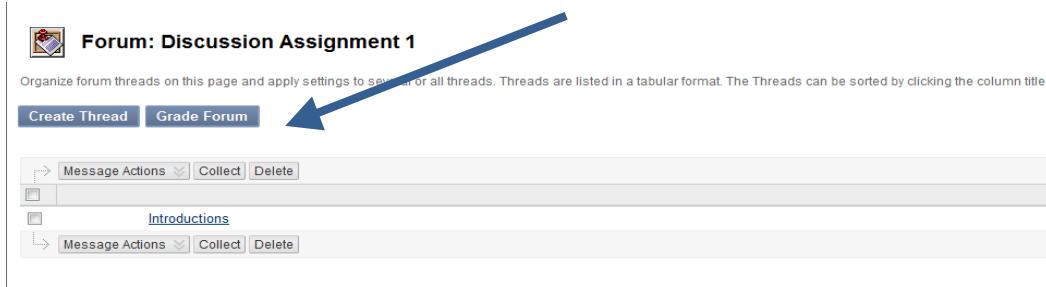 Forum: Discussion Assignment 1
Organize forum threads on this page and apply settings to several or all threads. Threads are listed in a tabular format. The Threads can be sorted by clicking the column title
Create Thread Grade Forum
Message Actions Collect Delete
Introductions
Message Actions Collect Delete